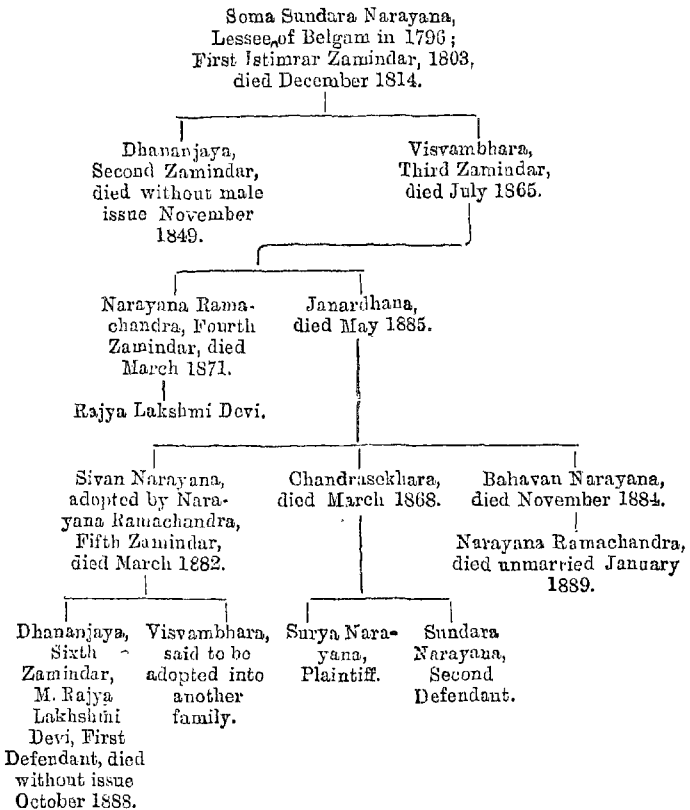 Soma Sundara Narayana,
Lessee of Belgam in 1796;
First Istimrar Zamindar, 1803,
died December 1814.
Dhananjaya,
Second Zamindar,
died without male
issue November
1849.
Visvambhara,
Third Zamindar,
died July 1865.
Narayana Rama-
chandra, Fourth
Zamindar, died
March 1871.
Janardhana,
died May 1885.
Rajya Lakshmi Devi.
Sivan Narayana,
adopted by Nara-
yana Ramachandra,
Fifth Zamindar,
died March 1882.
Chandrasekhara,
died March 1868.
Bahavan Narayana,
died November 1884.
Narayana Ramachandra,
died unmarried January
1889.
Dhananjaya,
Sixth
Zamindar,
M. Rajya
Lakhshmi
Devi, First
Defendant, died
without issue
October 1888.
Visvambhara,
said to be
adopted into
another
family.
Surya Nara-
yana,
Plaintiff.
Sundara
Narayana,
Second
Defendant.